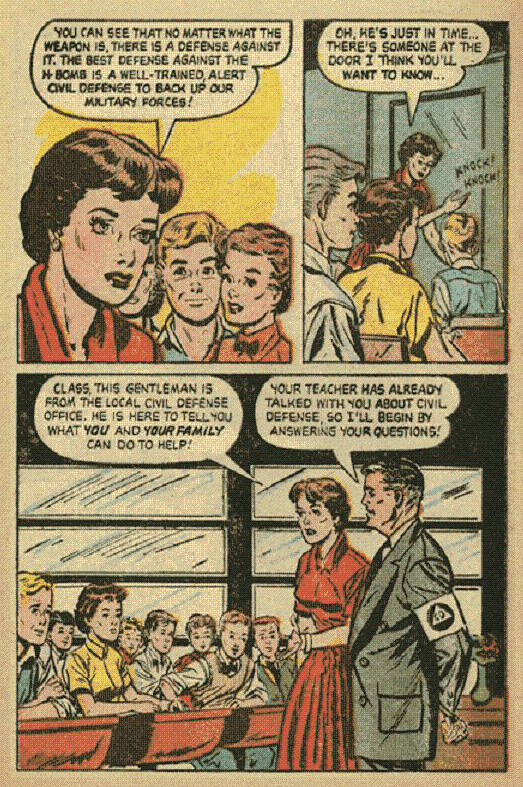 YOU CAN SEE THAT NO MATTER WHAT THE
WEAPON IS, THERE IS A DEFENSE AGAINST
IT. THE BEST DEFENSE AGAINST THE
H-BOMB IS A WELL-TRAINED, ALERT
CIVIL DEFENSE TO BACK UP OUR
MILITARY FORCES!
OH, HE'S JUST IN TIME...
THERE'S SOMEONE AT THE
DOOR I THINK YOU'LL
WANT TO KNOW...
KNOCK!
KNOCK!
CLASS, THIS GENTLEMAN IS
FROM THE LOCAL CIVIL DEFENSE
OFFICE. HE IS HERE TO TELL YOU
WHAT YOU AND YOUR FAMILY
CAN DO TO HELP!
YOUR TEACHER HAS ALREADY
TALKED WITH YOU ABOUT CIVIL
DEFENSE, SO I'LL BEGIN BY
ANSWERING YOUR QUESTIONS!